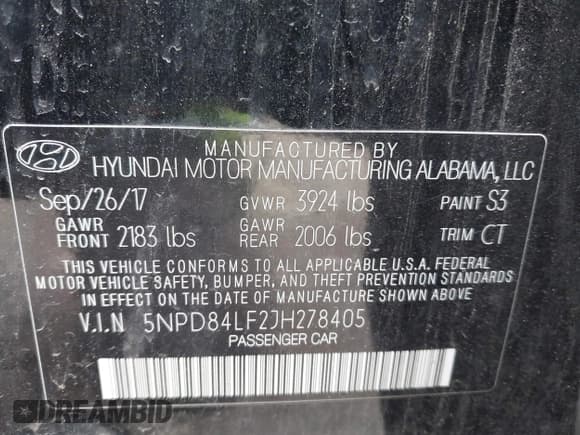 MANUFACTURED BY
HYUNDAI MOTOR MANUFACTURING ALABAMA, LLC
Sep/26/17 GVWR 3924 lbs PAINT S3
GAWR FRONT 2183 lbs GAWR REAR 2006 lbs TRIM CT
THIS VEHICLE CONFORMS TO ALL APPLICABLE U.S.A. FEDERAL
MOTOR VEHICLE SAFETY, BUMPER, AND THEFT PREVENTION STANDARDS
IN EFFECT ON THE DATE OF MANUFACTURE SHOWN ABOVE.
V.I.N 5NPD84LF2JH278405
PASSENGER CAR
DREAMBID